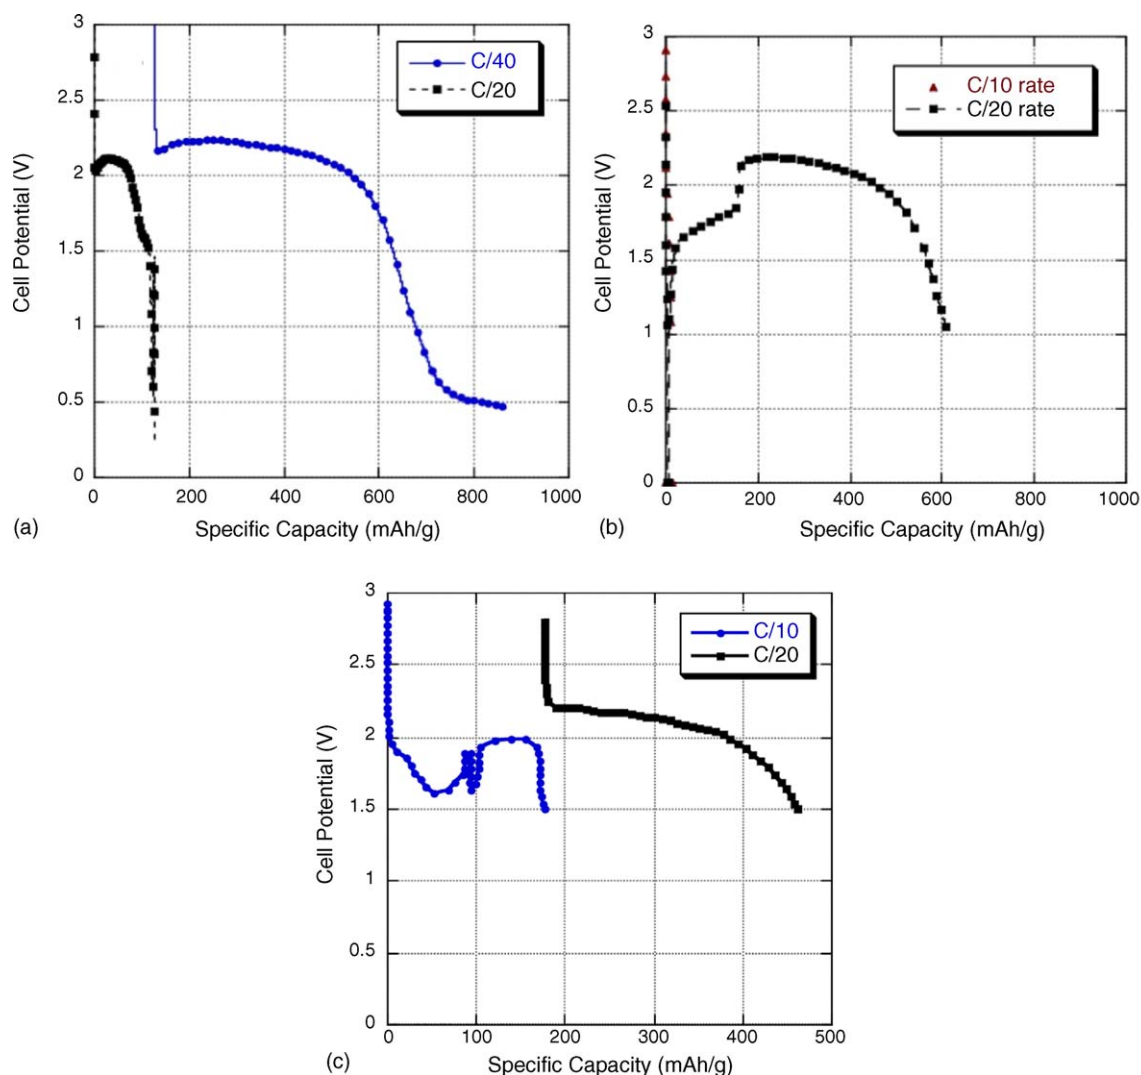 3
2.5
2
1.5
1
0.5
0
Cell Potential (V)
C/40
C/20
0 200 400 600 800 1000
Specific Capacity (mAh/g)
(a)
3
2.5
2
1.5
1
0.5
0
Cell Potential (V)
C/10 rate
C/20 rate
0 200 400 600 800 1000
Specific Capacity (mAh/g)
(b)
3
2.5
2
1.5
1
0.5
0
Cell Potential (V)
C/10
C/20
0 100 200 300 400 500
Specific Capacity (mAh/g)
(c)